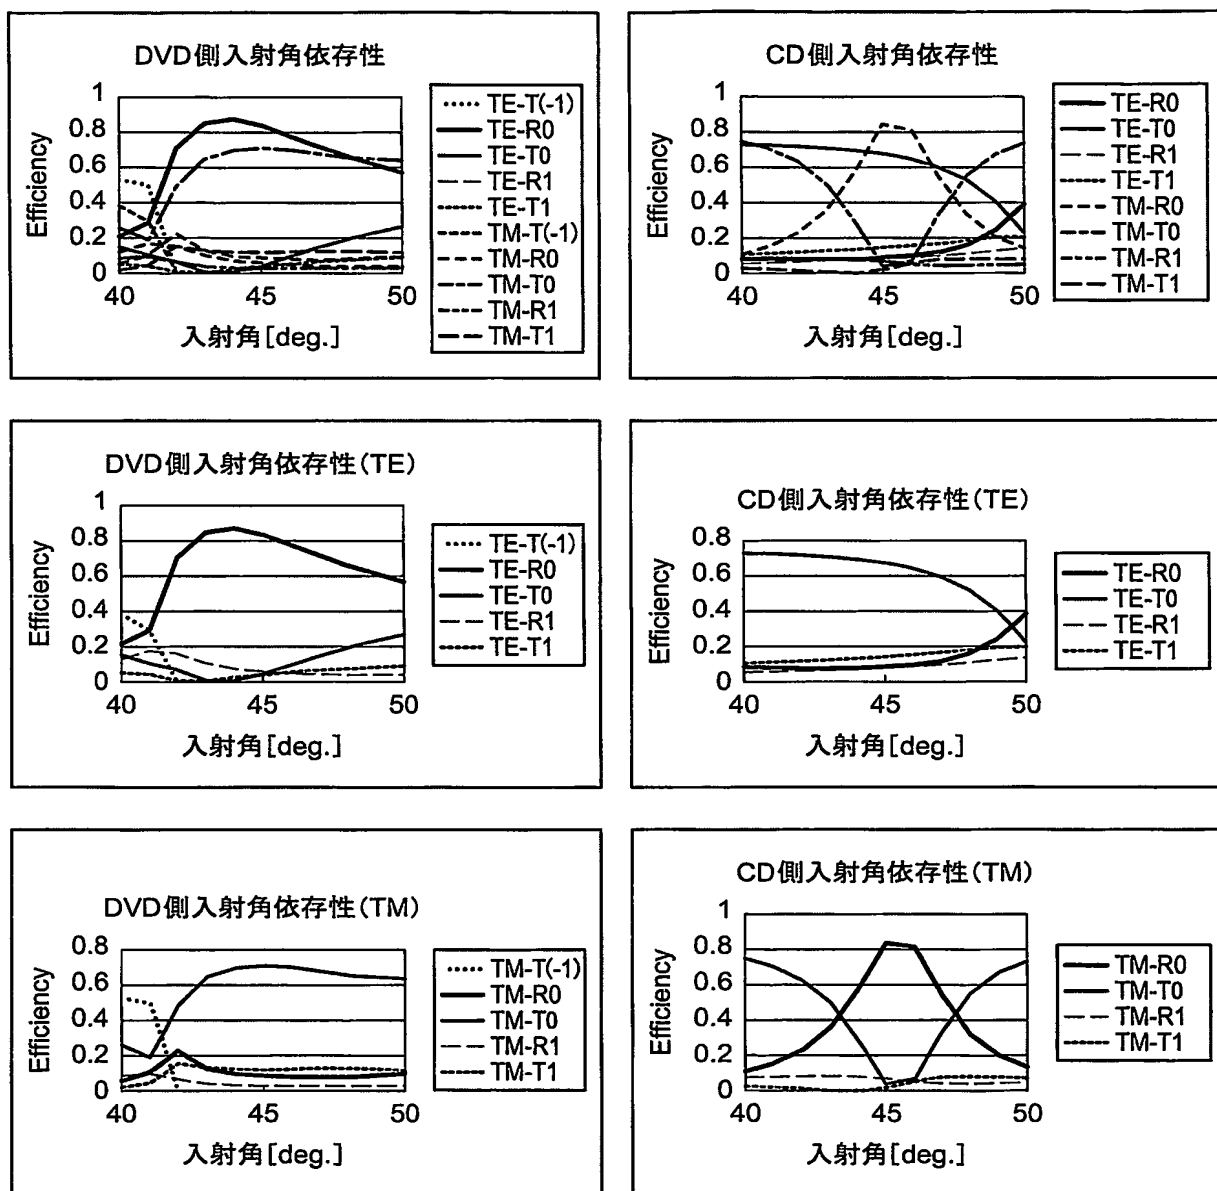 DVD側入射角依存性
Efficiency
1
0.8
0.6
0.4
0.2
0
40
45
50
入射角[deg.]
TE-T(-1)
TE-R0
TE-T0
TE-R1
TE-T1
TM-T(-1)
TM-R0
TM-T0
TM-R1
TM-T1
CD側入射角依存性
Efficiency
1
0.8
0.6
0.4
0.2
0
40
45
50
入射角[deg.]
TE-R0
TE-T0
TE-R1
TE-T1
TM-R0
TM-T0
TM-R1
TM-T1
DVD側入射角依存性(TE)
Efficiency
1
0.8
0.6
0.4
0.2
0
40
45
50
入射角[deg.]
TE-T(-1)
TE-R0
TE-T0
TE-R1
TE-T1
CD側入射角依存性(TE)
Efficiency
1
0.8
0.6
0.4
0.2
0
40
45
50
入射角[deg.]
TE-R0
TE-T0
TE-R1
TE-T1
DVD側入射角依存性(TM)
Efficiency
0.8
0.6
0.4
0.2
0
40
45
50
入射角[deg.]
TM-T(-1)
TM-R0
TM-T0
TM-R1
TM-T1
CD側入射角依存性(TM)
Efficiency
1
0.8
0.6
0.4
0.2
0
40
45
50
入射角[deg.]
TM-R0
TM-T0
TM-R1
TM-T1